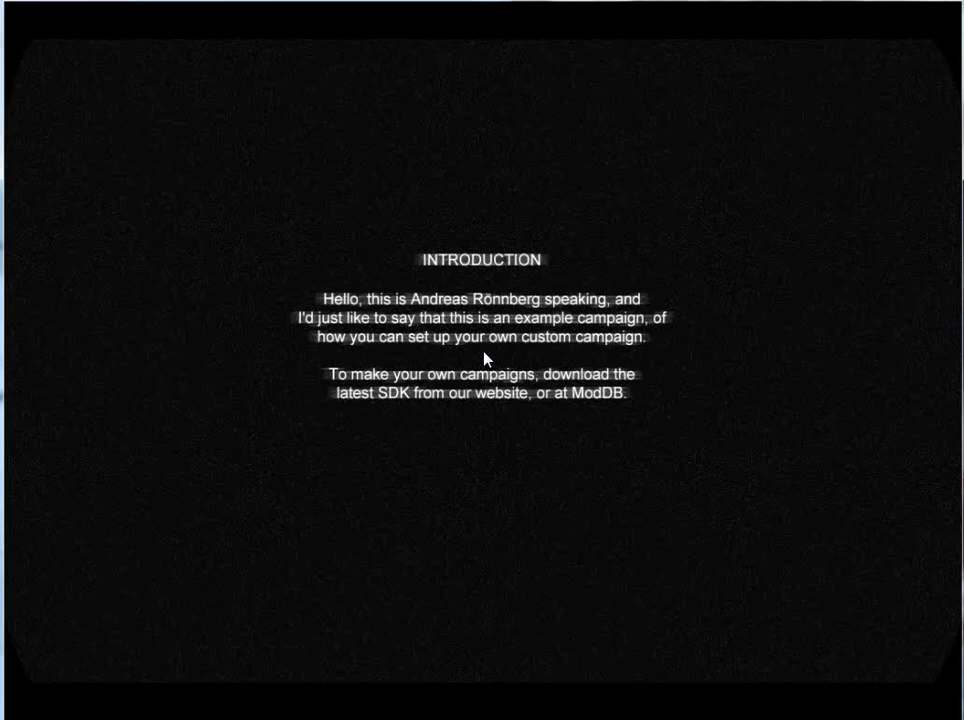 INTRODUCTION
Hello, this is Andreas Rönnberg speaking, and
I'd just like to say that this is an example campaign, of
how you can set up your own custom campaign.
To make your own campaigns, download the
latest SDK from our website, or at ModDB.